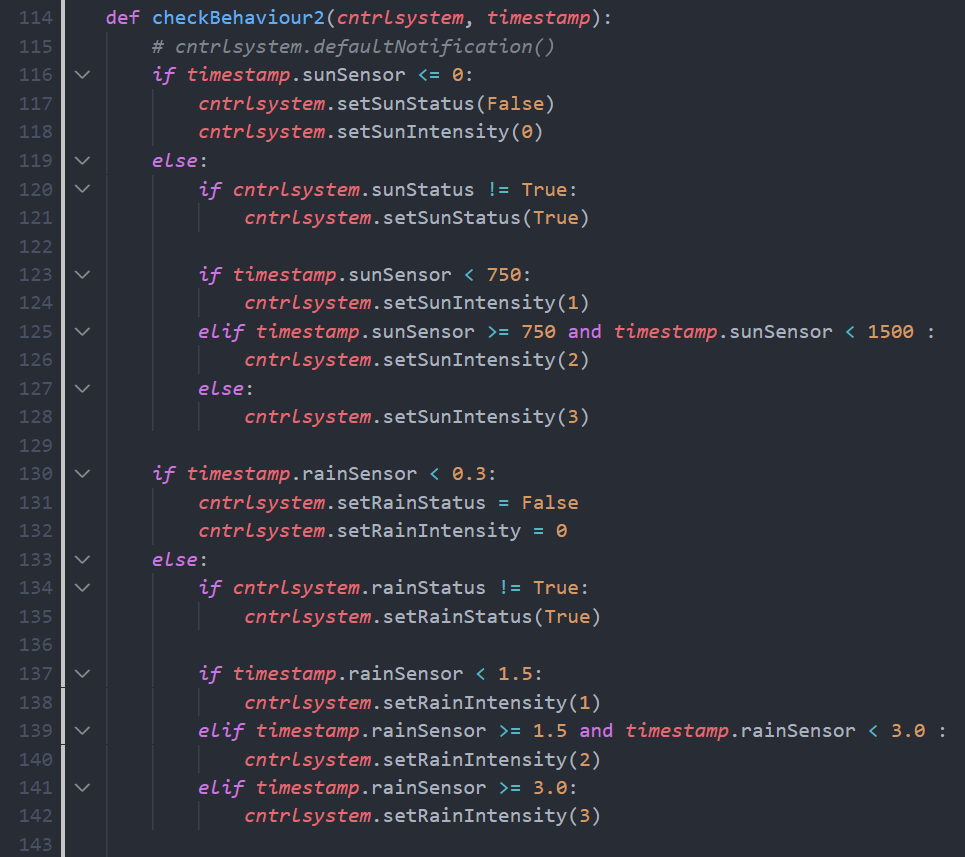 114 def checkBehaviour2(cntrlsystem, timestamp):
115     # cntrlsystem.defaultNotification()
116     if timestamp.sunSensor <= 0:
117         cntrlsystem.setSunStatus(False)
118         cntrlsystem.setSunIntensity(0)
119     else:
120         if cntrlsystem.sunStatus != True:
121             cntrlsystem.setSunStatus(True)
122
123         if timestamp.sunSensor < 750:
124             cntrlsystem.setSunIntensity(1)
125         elif timestamp.sunSensor >= 750 and timestamp.sunSensor < 1500 :
126             cntrlsystem.setSunIntensity(2)
127         else:
128             cntrlsystem.setSunIntensity(3)
129
130     if timestamp.rainSensor < 0.3:
131         cntrlsystem.setRainStatus = False
132         cntrlsystem.setRainIntensity = 0
133     else:
134         if cntrlsystem.rainStatus != True:
135             cntrlsystem.setRainStatus(True)
136
137         if timestamp.rainSensor < 1.5:
138             cntrlsystem.setRainIntensity(1)
139         elif timestamp.rainSensor >= 1.5 and timestamp.rainSensor < 3.0 :
140             cntrlsystem.setRainIntensity(2)
141         elif timestamp.rainSensor >= 3.0:
142             cntrlsystem.setRainIntensity(3)
143